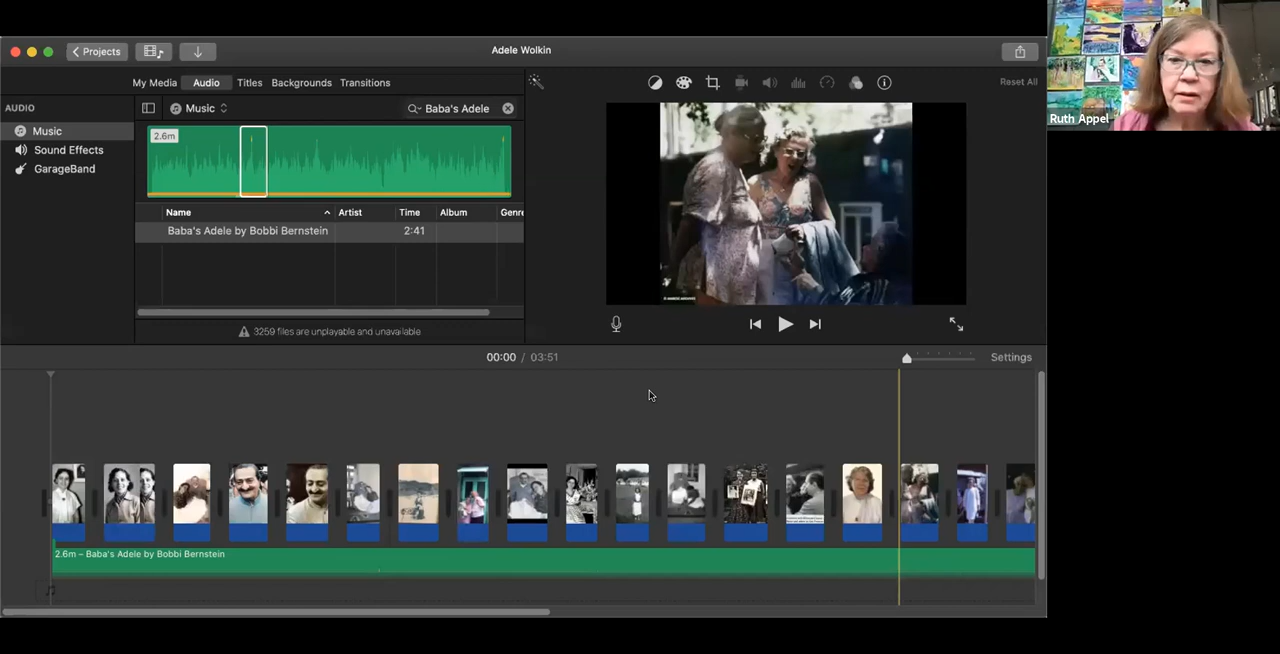 Projects
Adele Wolkin
My Media Audio Titles Backgrounds Transitions
Reset All
AUDIO
Music
Baba's Adele
Music
Sound Effects
GarageBand
2.6m
Name Artist Time Album Genre
Baba's Adele by Bobbi Bernstein 2:41
3259 files are unplayable and unavailable
00:00 / 03:51
Settings
2.6m – Baba's Adele by Bobbi Bernstein
Ruth Appel